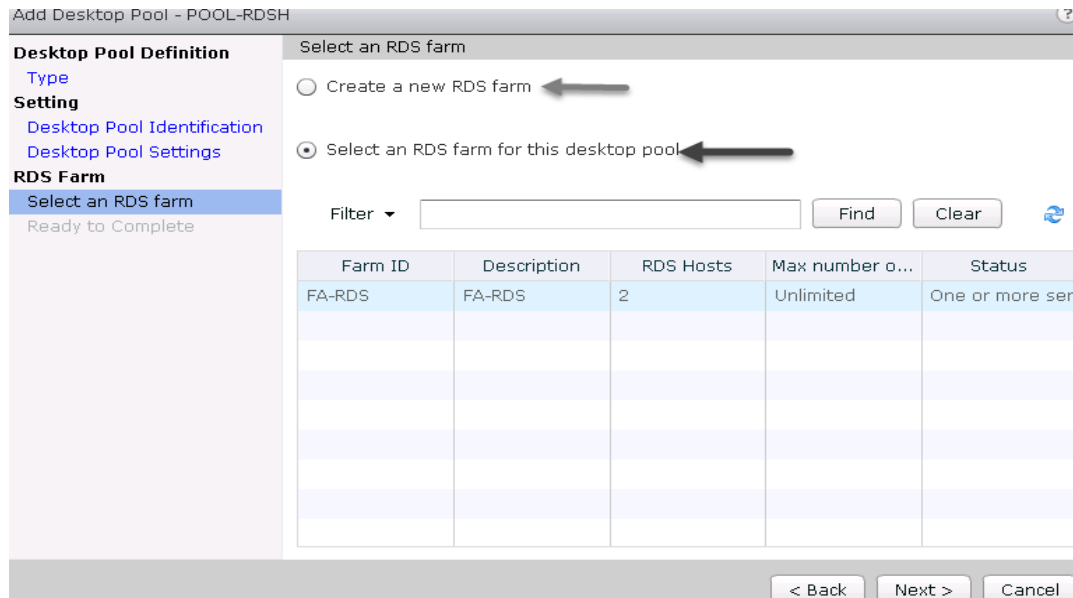 Add Desktop Pool - POOL-RDSH
?
Desktop Pool Definition
Type
Setting
Desktop Pool Identification
Desktop Pool Settings
RDS Farm
Select an RDS farm
Ready to Complete
Select an RDS farm
Create a new RDS farm
Select an RDS farm for this desktop pool
Filter Find Clear
Farm ID Description RDS Hosts Max number o... Status
FA-RDS FA-RDS 2 Unlimited One or more ser
< Back Next > Cancel